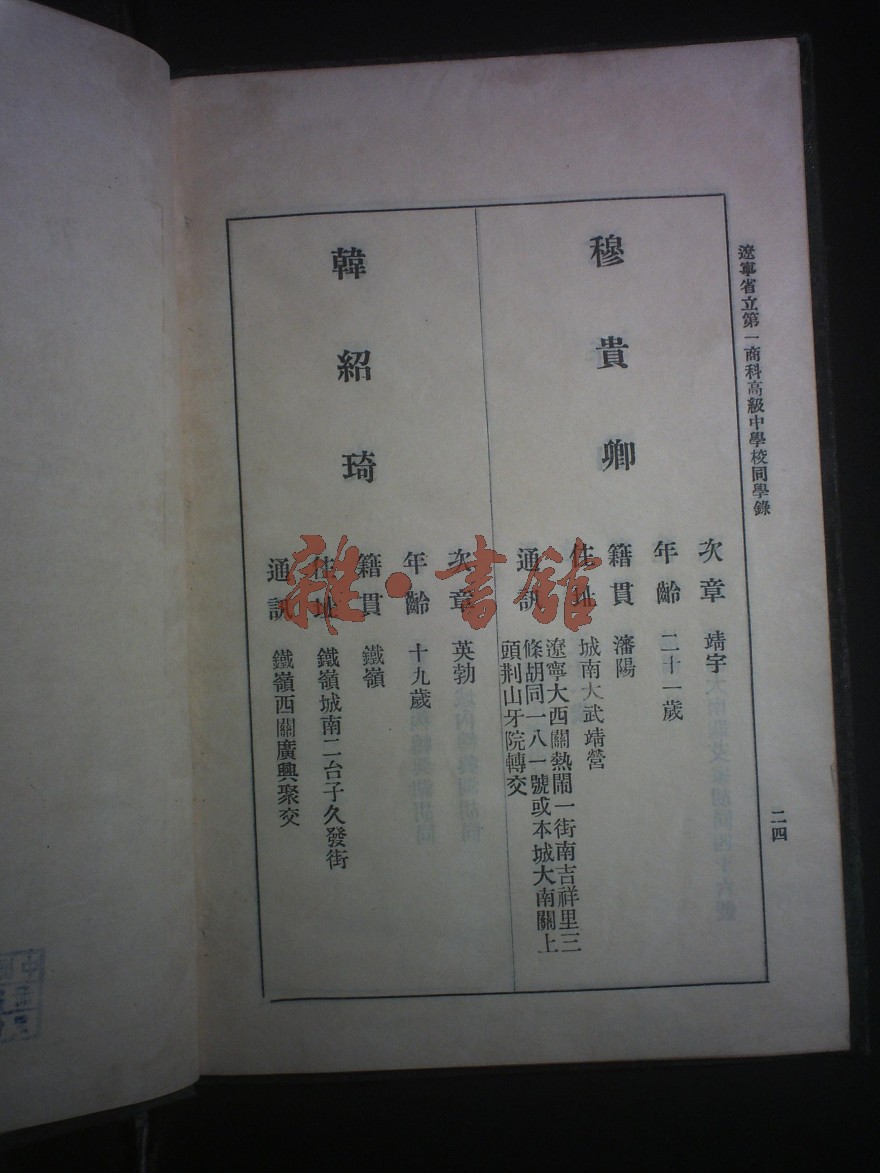 遼寧省立第一商科高級中學校同學錄
二四
穆貴卿
次章 靖宇
年齡 二十一歲
籍貫 瀋陽
住址 城南大武靖營
通訊 遼寧大西關熱鬧一街南吉祥里三
條胡同一八一號或本城大南關上
頭荆山牙院轉交
韓紹琦
次章 英勃
年齡 十九歲
籍貫 鐵嶺
住址 鐵嶺城南二台子久發街
通訊 鐵嶺西關廣興聚交
雜·書館